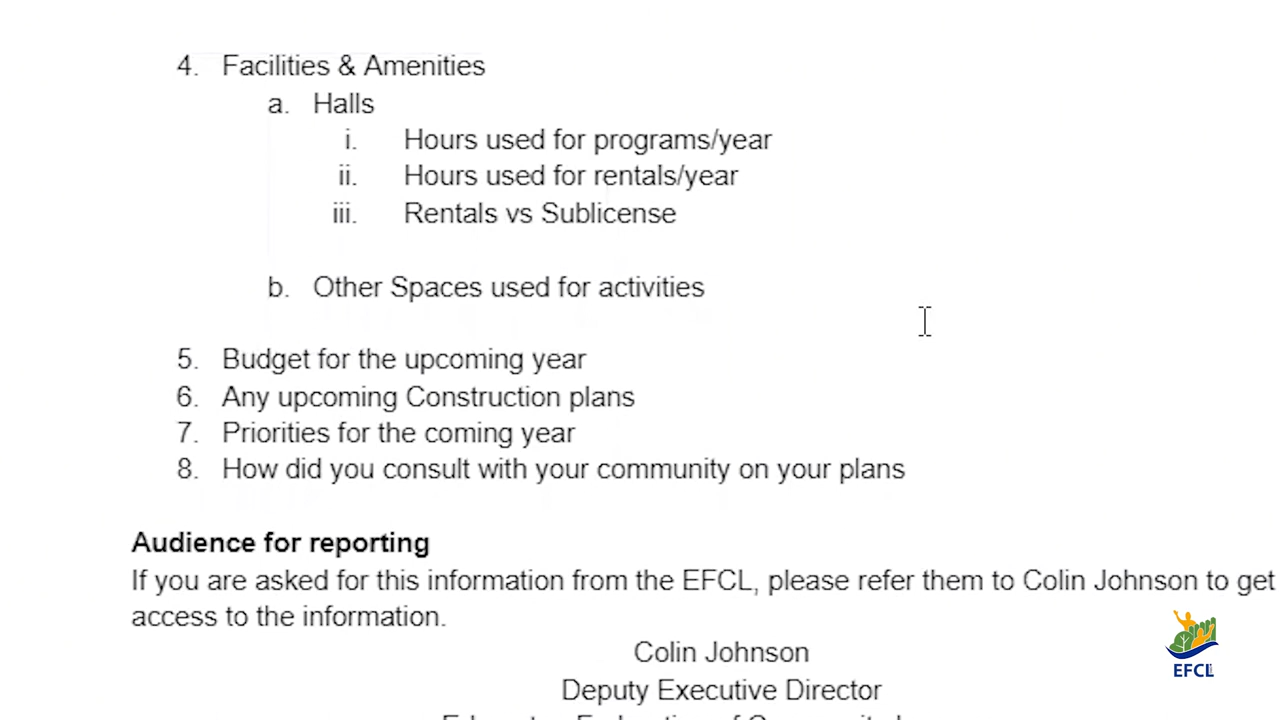 4. Facilities & Amenities
a. Halls
i. Hours used for programs/year
ii. Hours used for rentals/year
iii. Rentals vs Sublicense
b. Other Spaces used for activities
5. Budget for the upcoming year
6. Any upcoming Construction plans
7. Priorities for the coming year
8. How did you consult with your community on your plans
Audience for reporting
If you are asked for this information from the EFCL, please refer them to Colin Johnson to get
access to the information.
Colin Johnson
Deputy Executive Director
EFCL